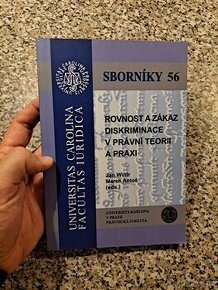 SBORNÍKY 56
ROVNOST A ZÁKAZ
DISKRIMINACE
V PRÁVNÍ TEORII
A PRAXI
Jan Wintr
Marek Antoš
(eds.)
UNIVERZITA KARLOVA
V PRAZE
PRÁVNICKÁ FAKULTA
UNIVERSITAS CAROLINA
FACULTAS IURIDICA